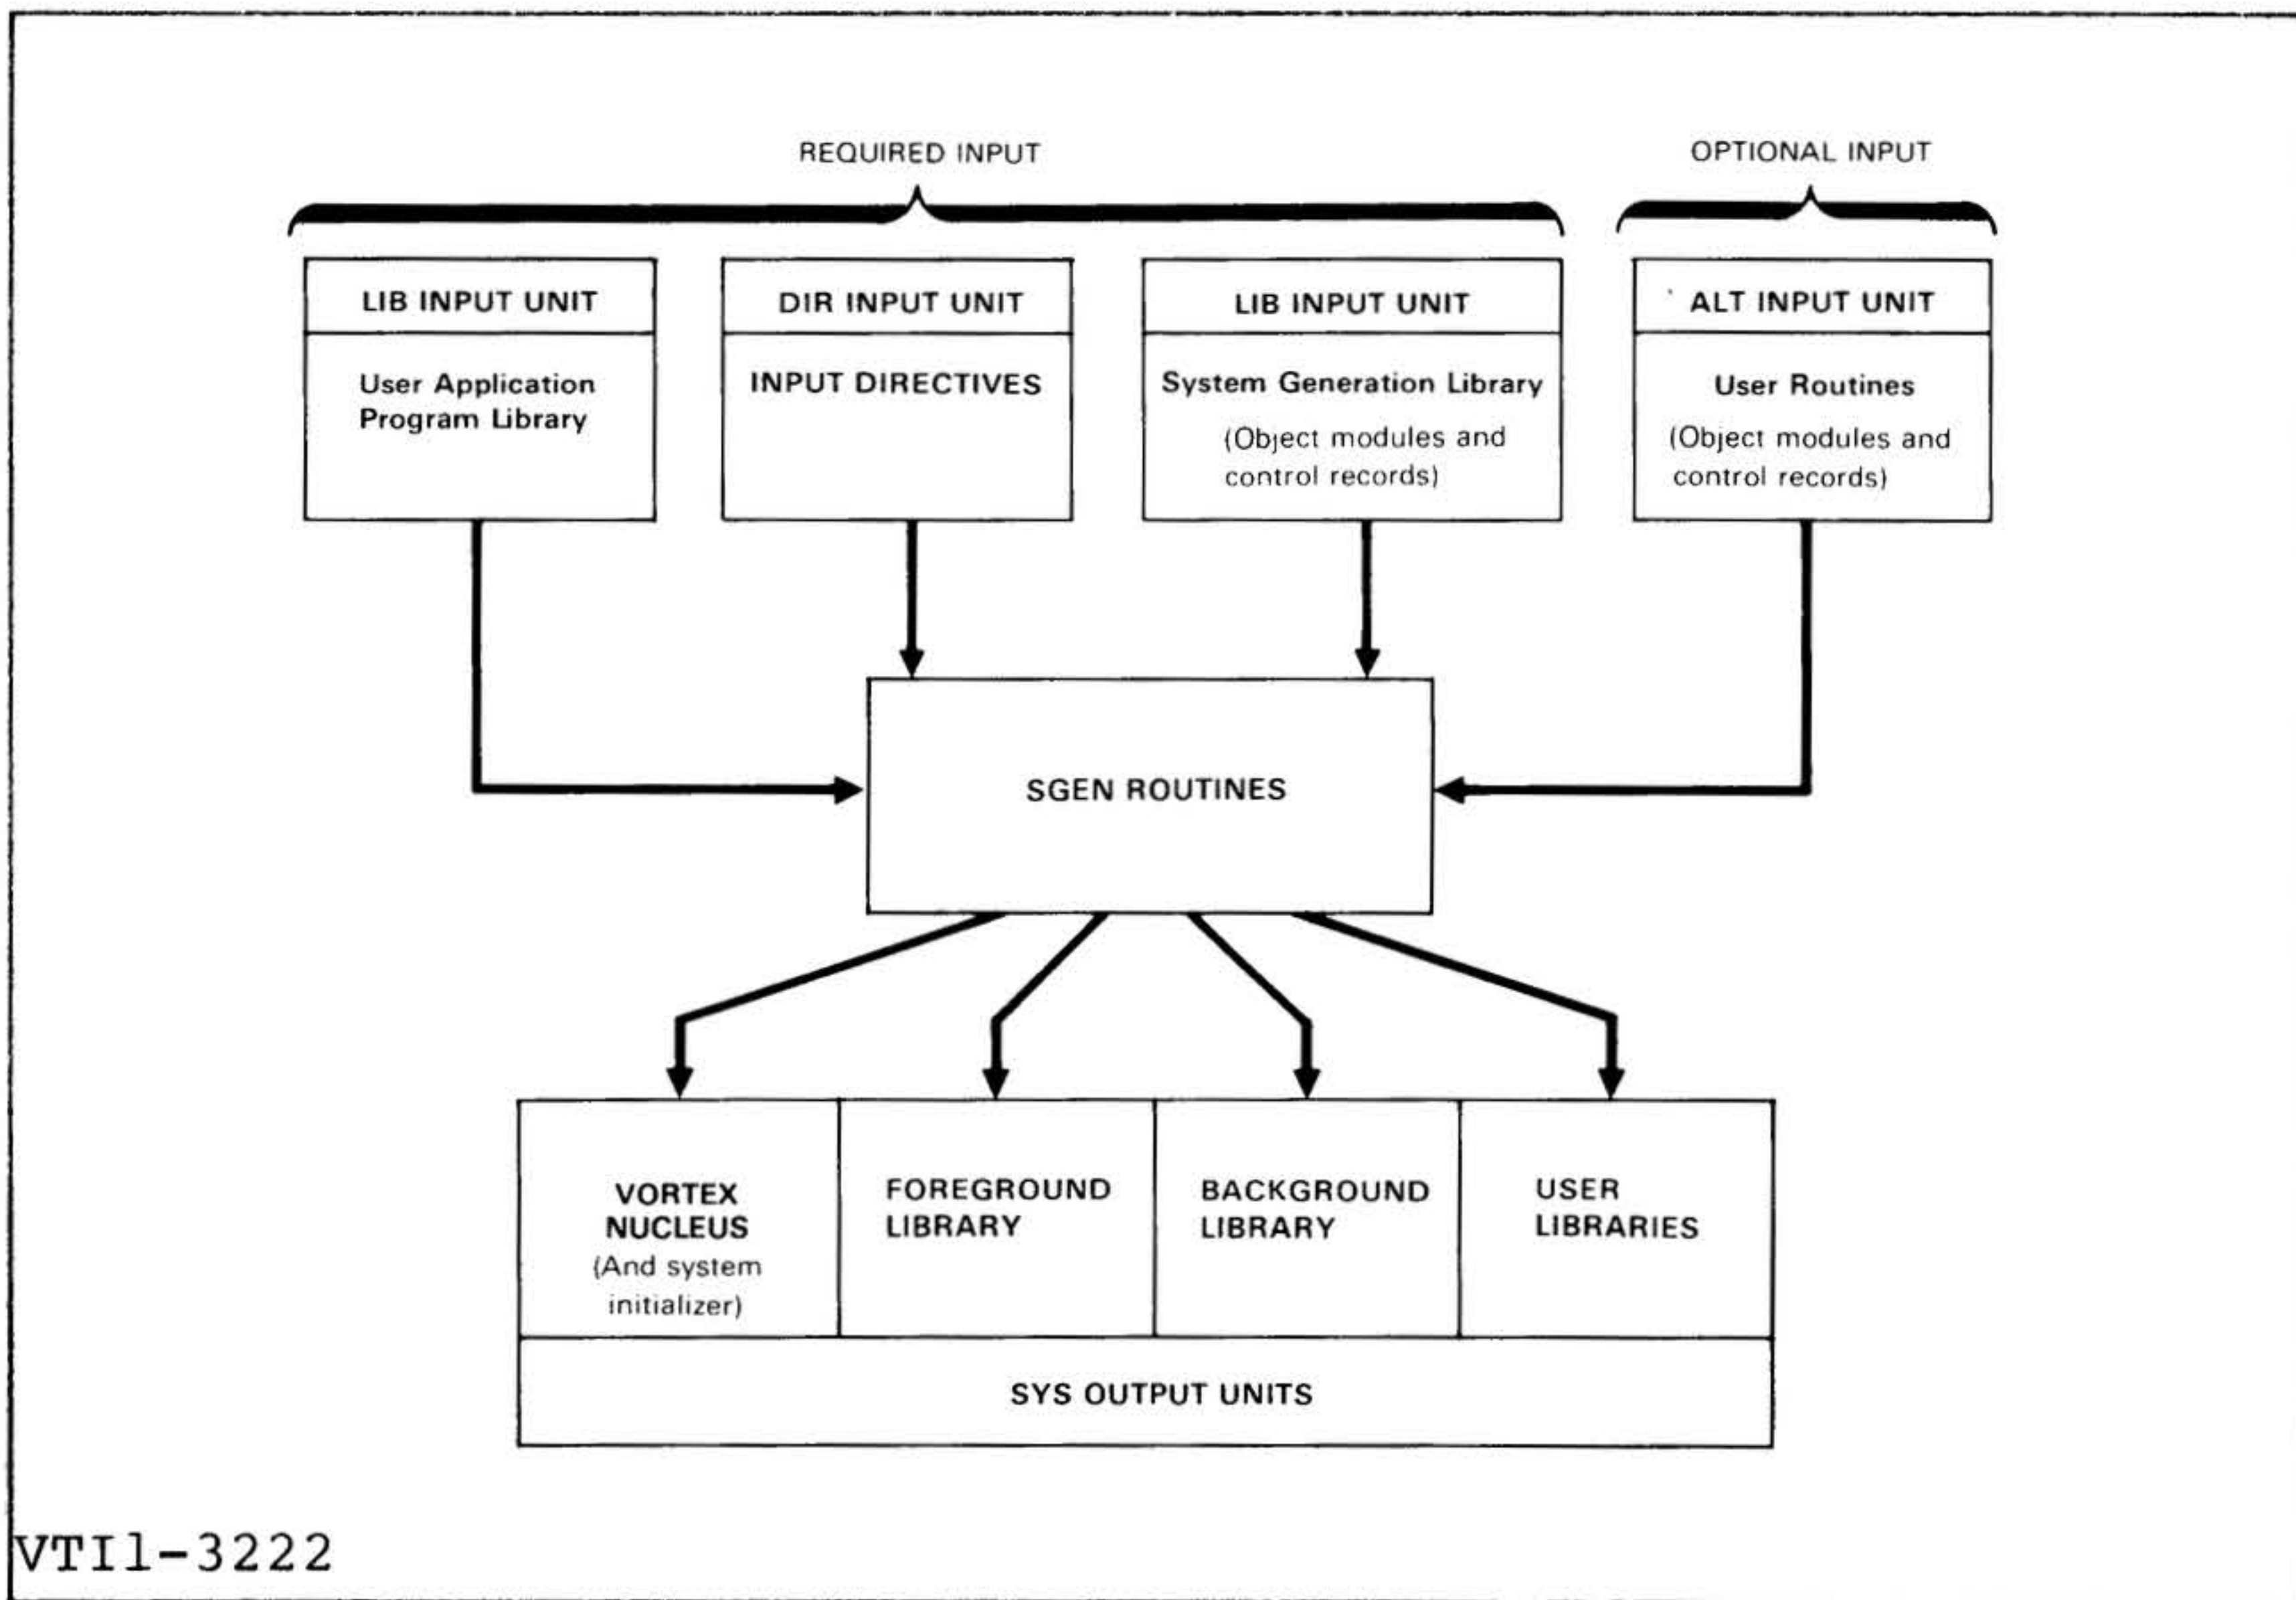 REQUIRED INPUT
OPTIONAL INPUT
LIB INPUT UNIT
User Application
Program Library
DIR INPUT UNIT
INPUT DIRECTIVES
LIB INPUT UNIT
System Generation Library
(Object modules and
control records)
ALT INPUT UNIT
User Routines
(Object modules and
control records)
SGEN ROUTINES
VORTEX
NUCLEUS
(And system
initializer)
FOREGROUND
LIBRARY
BACKGROUND
LIBRARY
USER
LIBRARIES
SYS OUTPUT UNITS
VTI1-3222